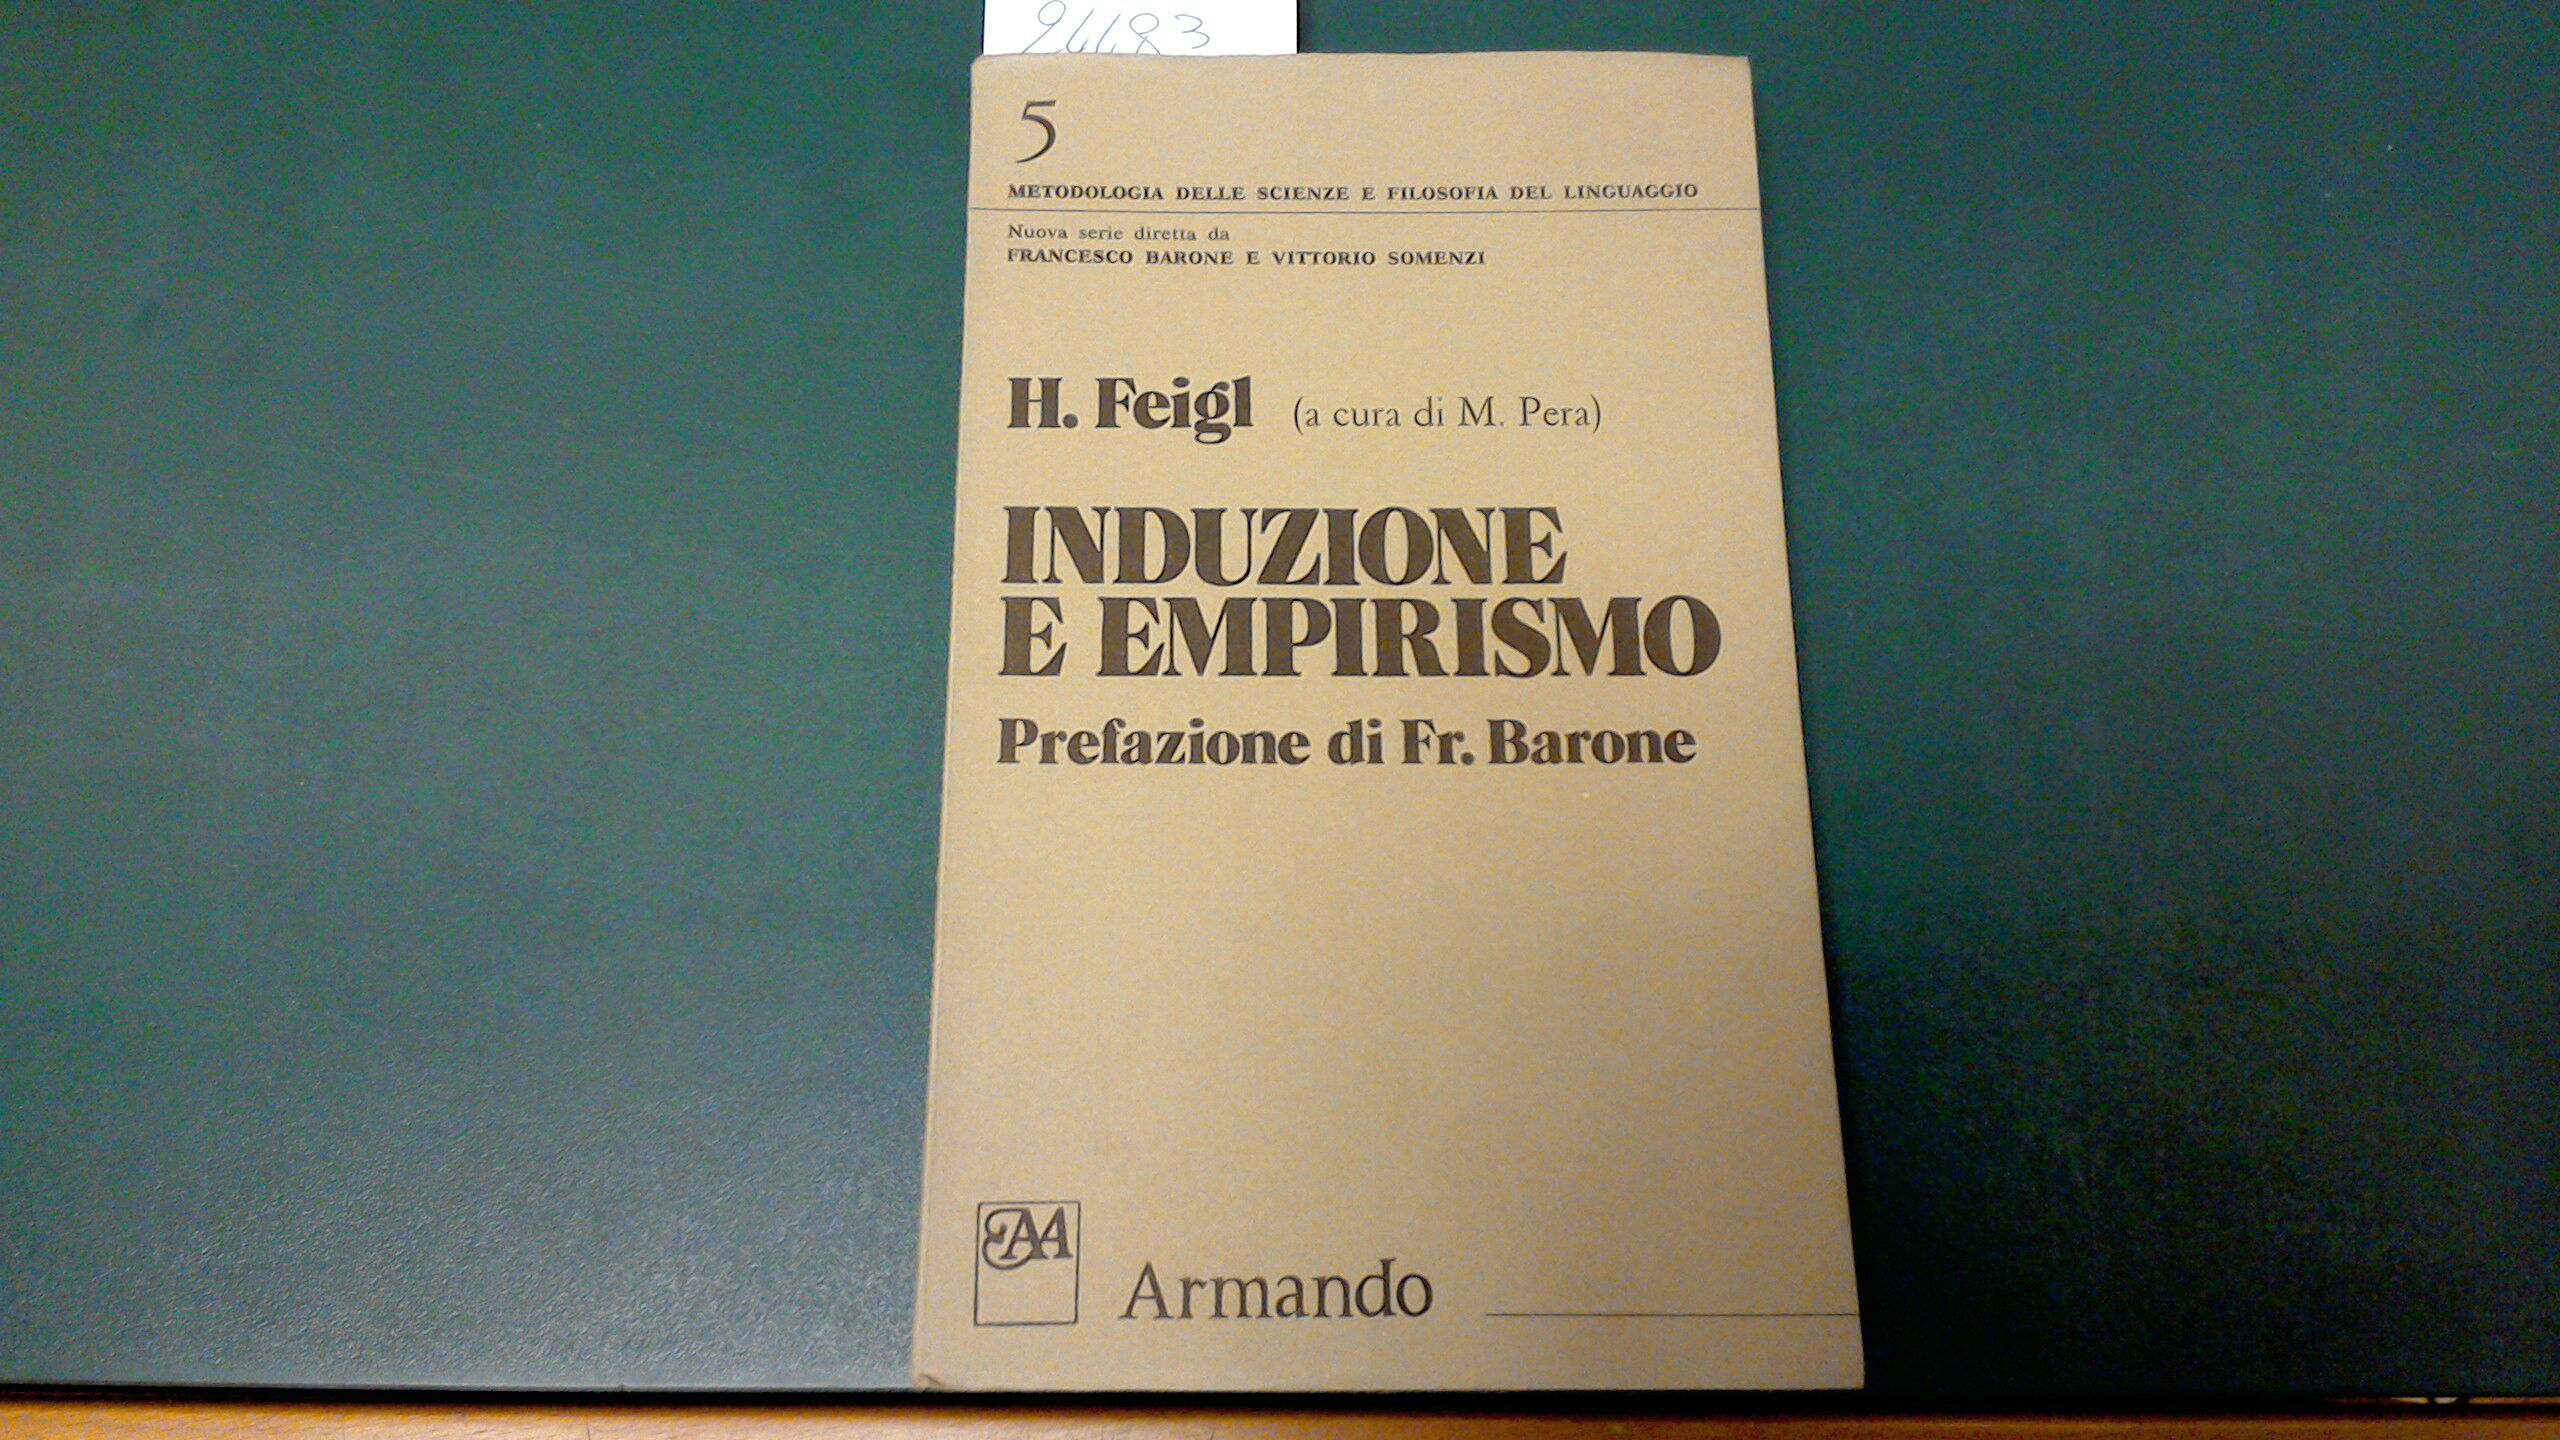 5
METODOLOGIA DELLE SCIENZE E FILOSOFIA DEL LINGUAGGIO
Nuova serie diretta da
FRANCESCO BARONE E VITTORIO SOMENZI
H. Feigl (a cura di M. Pera)
INDUZIONE
E EMPIRISMO
Prefazione di Fr. Barone
Armando